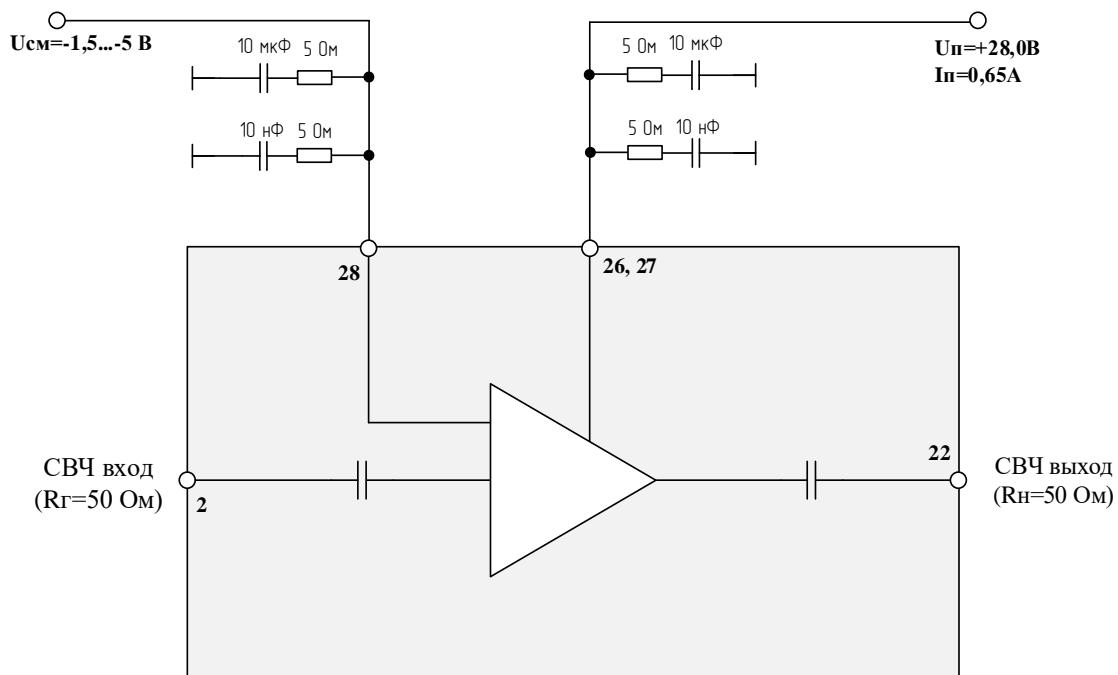 Uсм=-1,5...-5 В
10 мкФ 5 Ом
10 нФ 5 Ом
5 Ом 10 мкФ
5 Ом 10 нФ
Uп=+28,0В
Iп=0,65А
28
26, 27
СВЧ вход
(Rг=50 Ом)
2
22
СВЧ выход
(Rн=50 Ом)